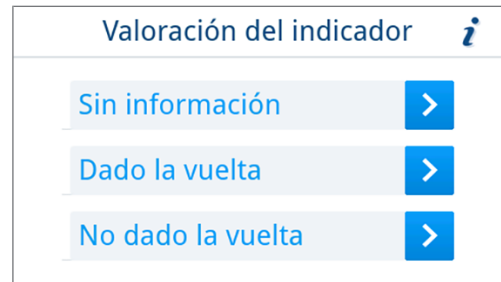 Valoración del indicador
Sin información
Dado la vuelta
No dado la vuelta